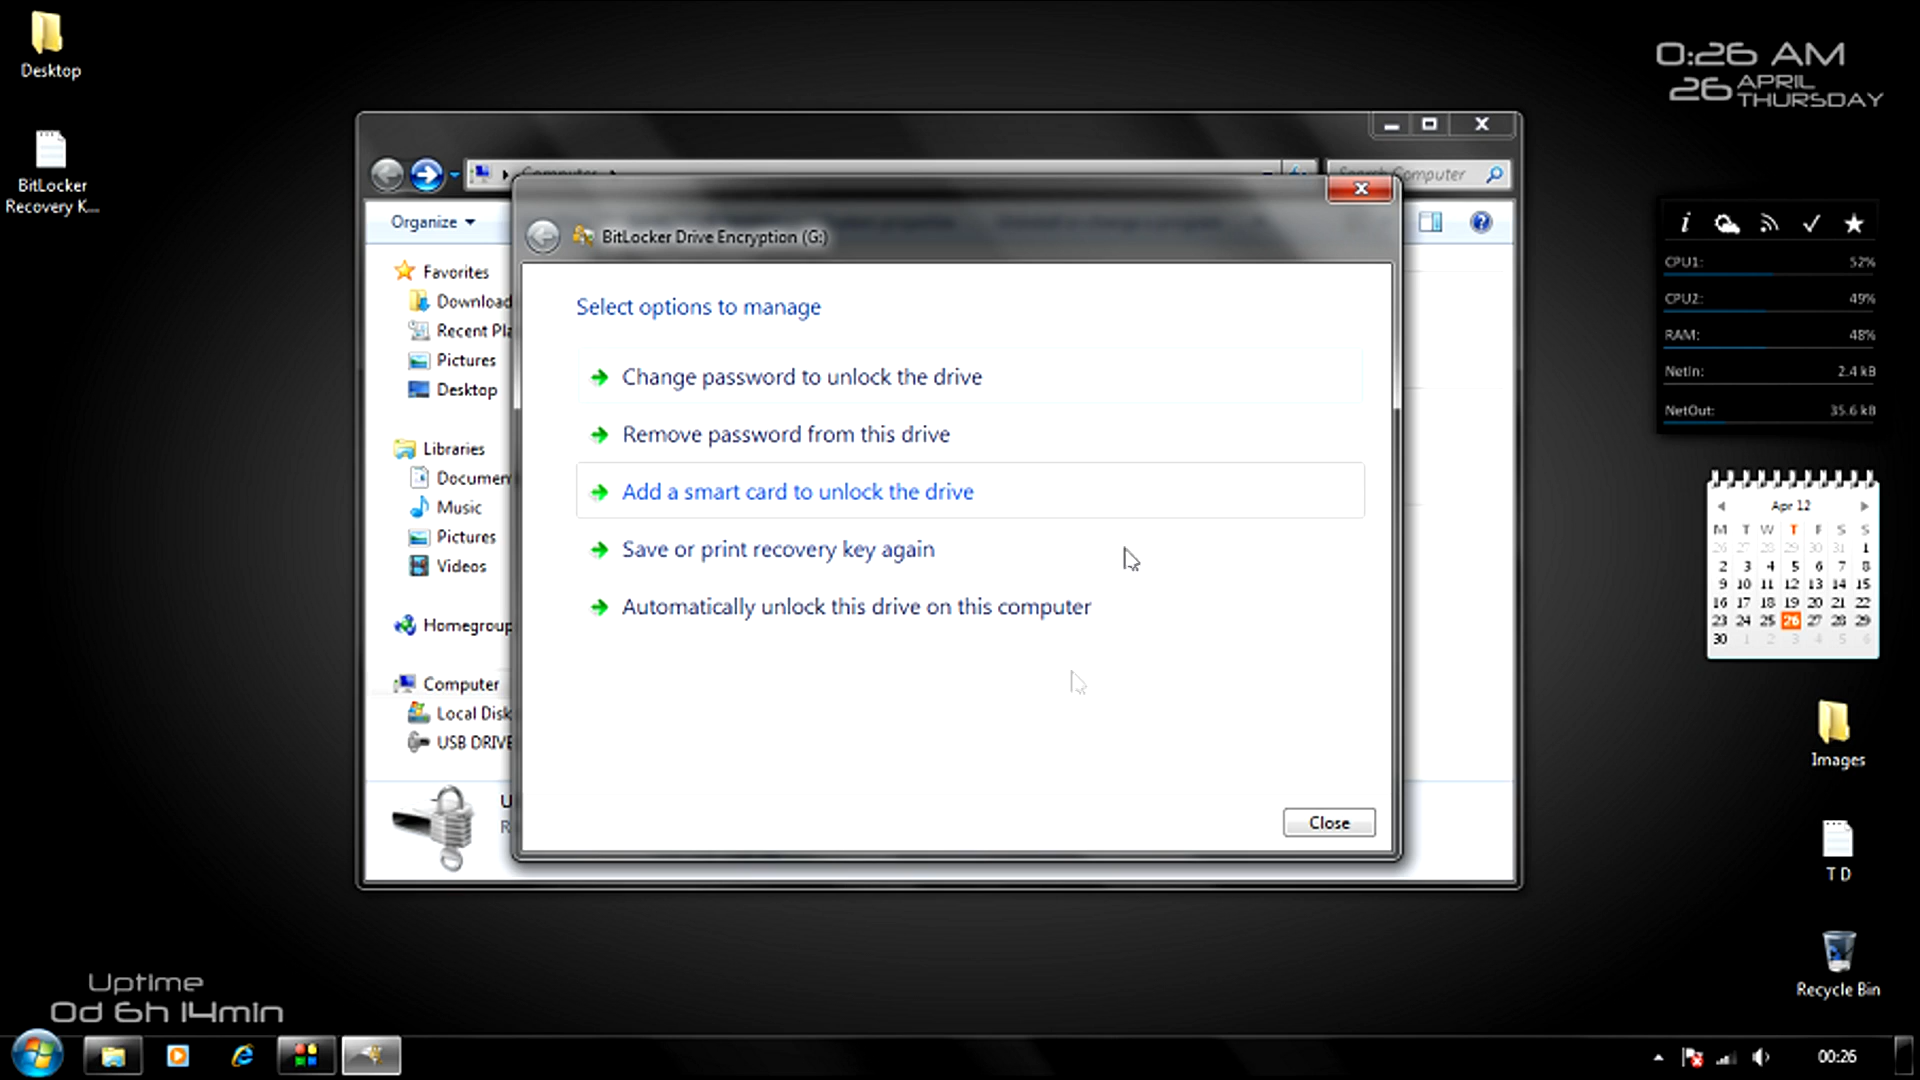 Desktop
BitLocker
Recovery K...
0:26 AM
26 APRIL
THURSDAY
Organize
Favorites
Download
Recent Pla
Pictures
Desktop
Libraries
Documen
Music
Pictures
Videos
Homegroup
Computer
Local Disk
USB DRIVE
Computer
Search Computer
BitLocker Drive Encryption (G:)
Select options to manage
Change password to unlock the drive
Remove password from this drive
Add a smart card to unlock the drive
Save or print recovery key again
Automatically unlock this drive on this computer
Close
CPU1: 52%
CPU2: 49%
RAM: 48%
NetIn: 2.4 kB
NetOut: 35.6 kB
Apr 12
M T W T F S S
26 27 28 29 30 31 1
2 3 4 5 6 7 8
9 10 11 12 13 14 15
16 17 18 19 20 21 22
23 24 25 26 27 28 29
30 1 2 3 4 5 6
Images
T D
Recycle Bin
Uptime
0d 6h 14min
00:26